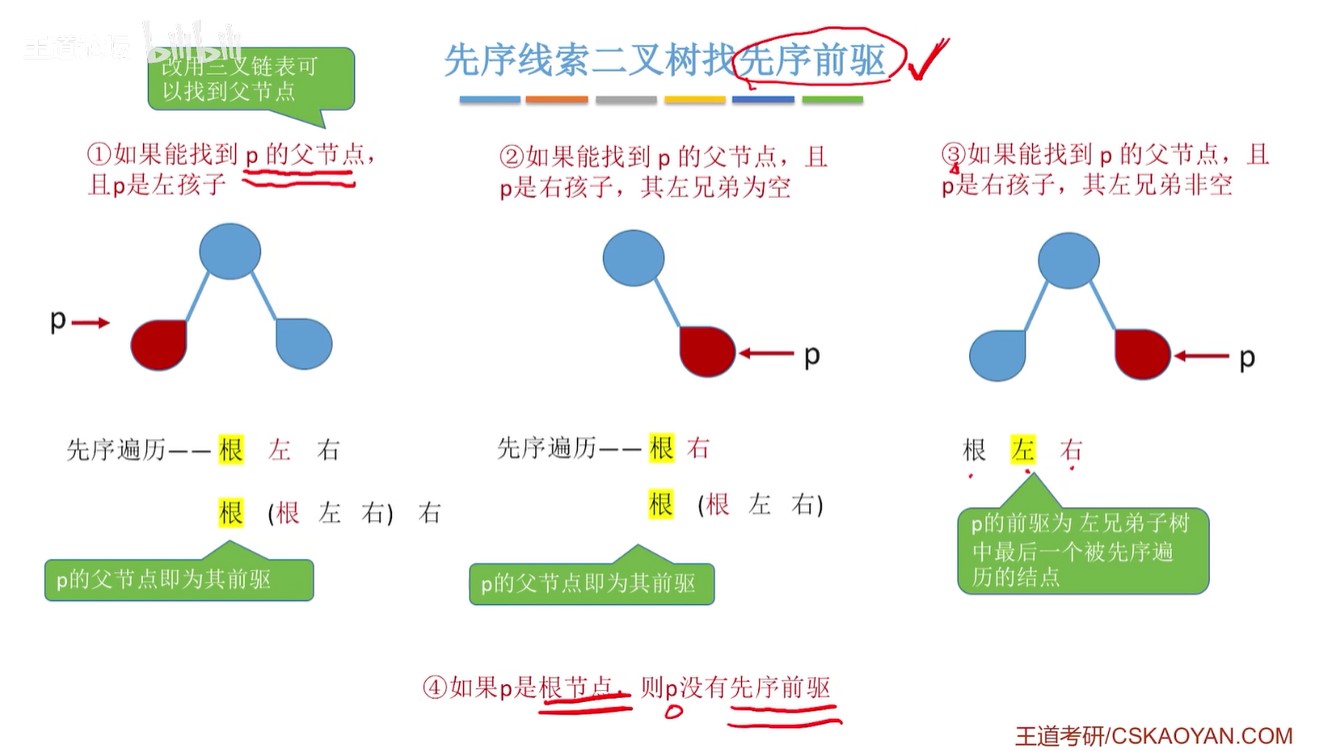 王道论坛 bilibili
先序线索二叉树找先序前驱
改用三叉链表可
以找到父节点
①如果能找到 p 的父节点，
且p是左孩子
p
先序遍历—— 根 左 右
根 (根 左 右) 右
p的父节点即为其前驱
②如果能找到 p 的父节点，且
p是右孩子，其左兄弟为空
p
先序遍历—— 根 右
根 (根 左 右)
p的父节点即为其前驱
③如果能找到 p 的父节点，且
p是右孩子，其左兄弟非空
p
根 左 右
p的前驱为 左兄弟子树
中最后一个被先序遍
历的结点
④如果p是根节点，则p没有先序前驱
王道考研/CSKAOYAN.COM